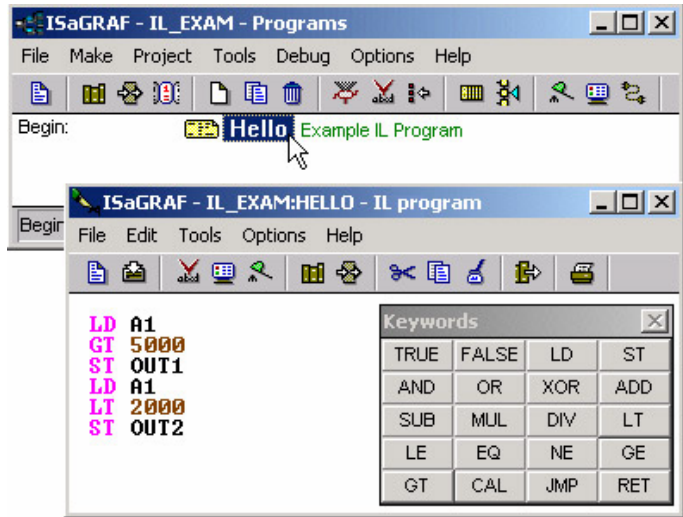 ISaGRAF - IL_EXAM - Programs
File Make Project Tools Debug Options Help
Begin: Hello Example IL Program
Begin
ISaGRAF - IL_EXAM:HELLO - IL program
File Edit Tools Options Help
LD A1
GT 5000
ST OUT1
LD A1
LT 2000
ST OUT2
Keywords
TRUE FALSE LD ST
AND OR XOR ADD
SUB MUL DIV LT
LE EQ NE GE
GT CAL JMP RET